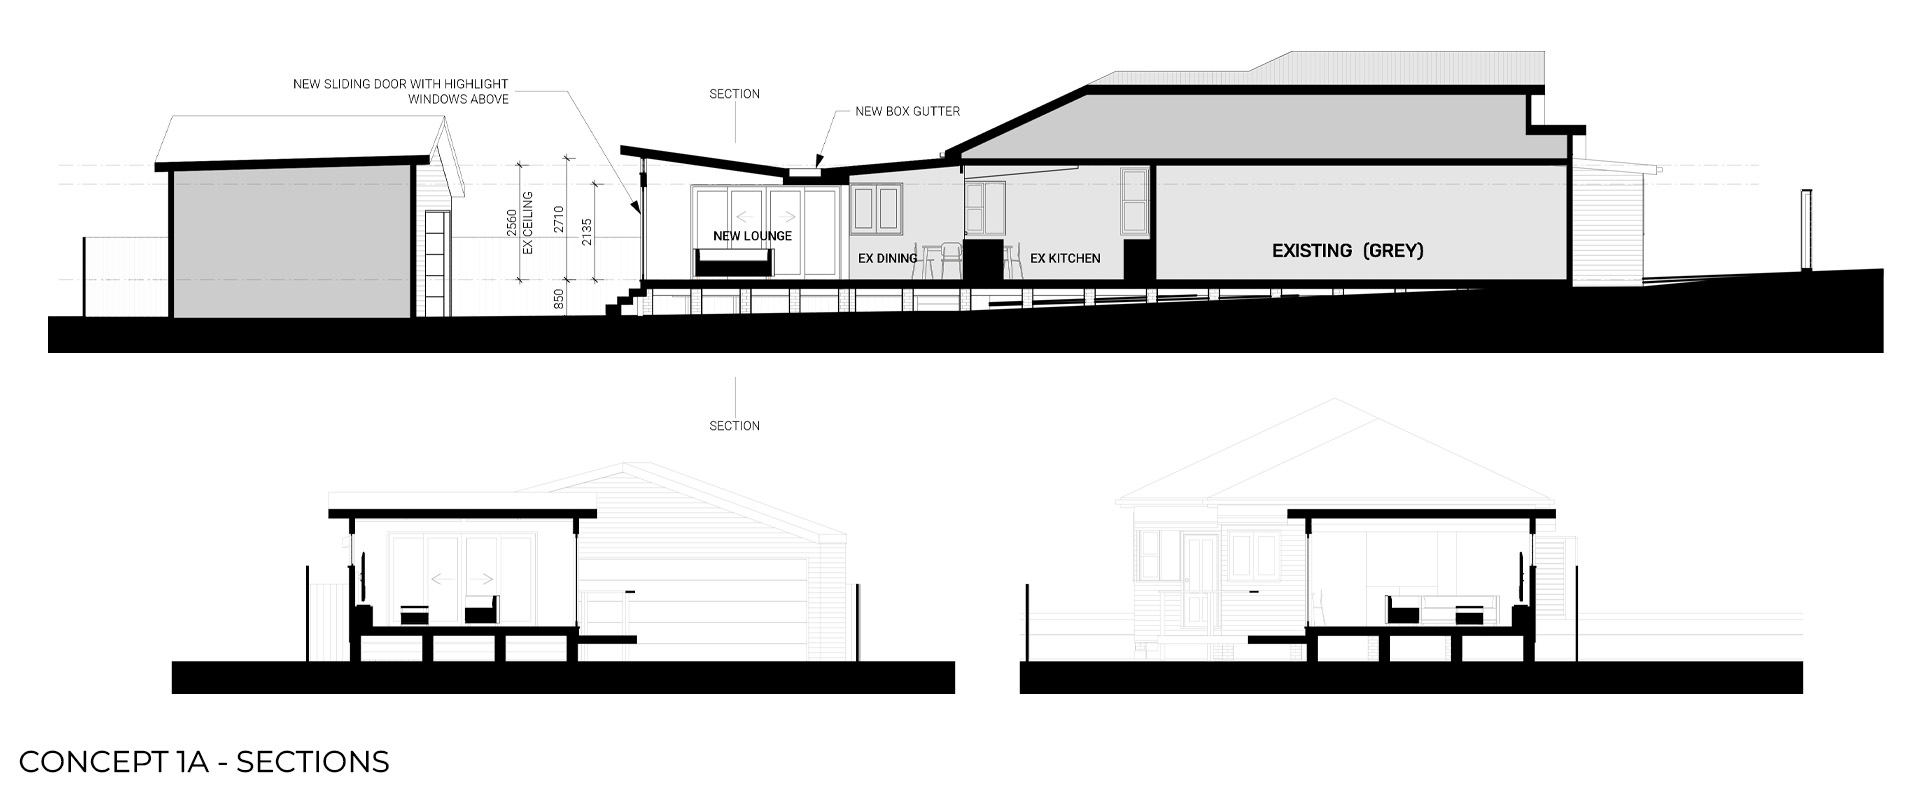 NEW SLIDING DOOR WITH HIGHLIGHT
WINDOWS ABOVE
SECTION
NEW BOX GUTTER
2560
EX CEILING
2710
2135
850
NEW LOUNGE
EX DINING
EX KITCHEN
EXISTING (GREY)
SECTION
CONCEPT 1A - SECTIONS